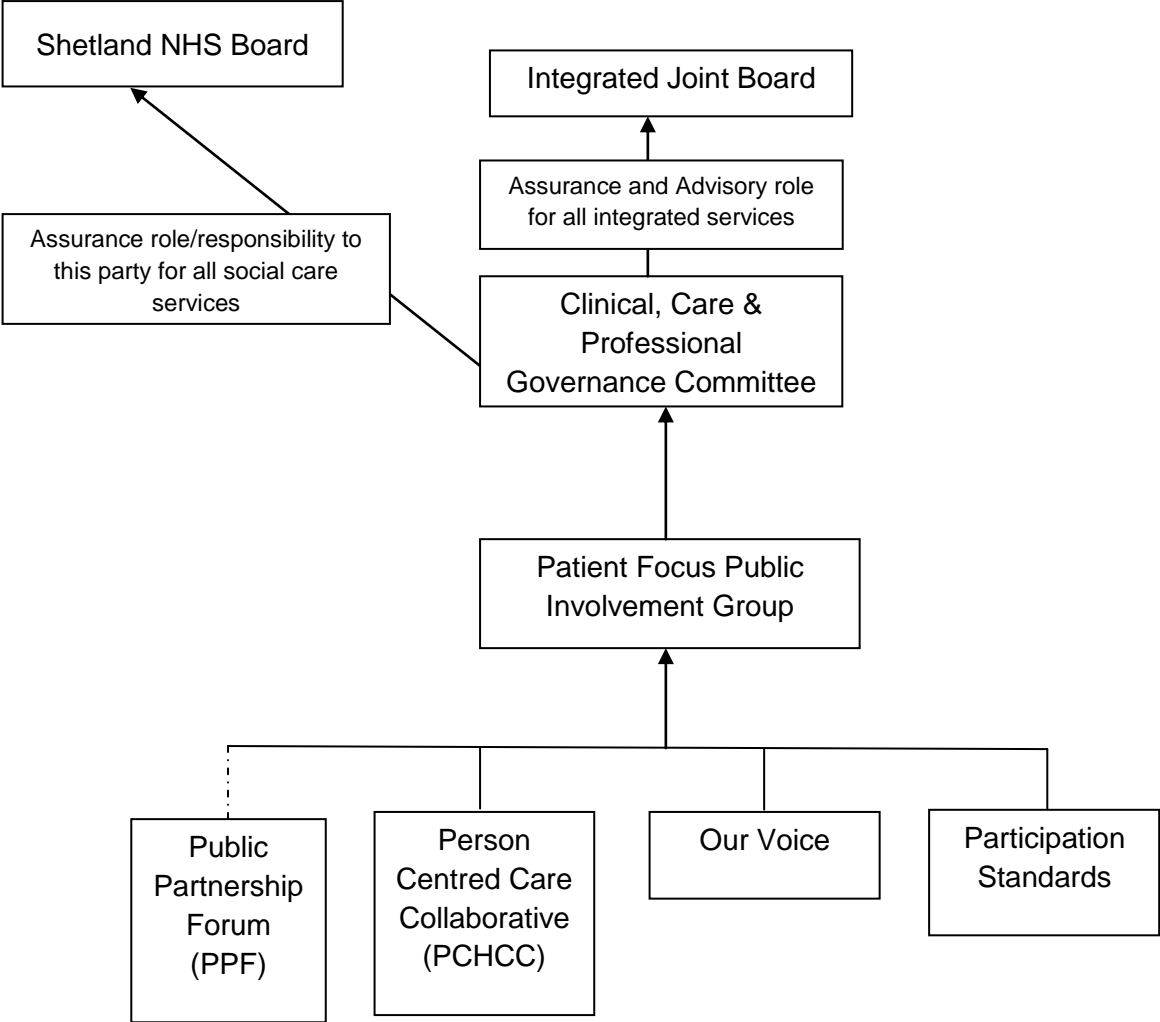 Shetland NHS Board
Integrated Joint Board
Assurance and Advisory role
for all integrated services
Assurance role/responsibility to
this party for all social care
services
Clinical, Care &
Professional
Governance Committee
Patient Focus Public
Involvement Group
Public
Partnership
Forum
(PPF)
Person
Centred Care
Collaborative
(PCHCC)
Our Voice
Participation
Standards